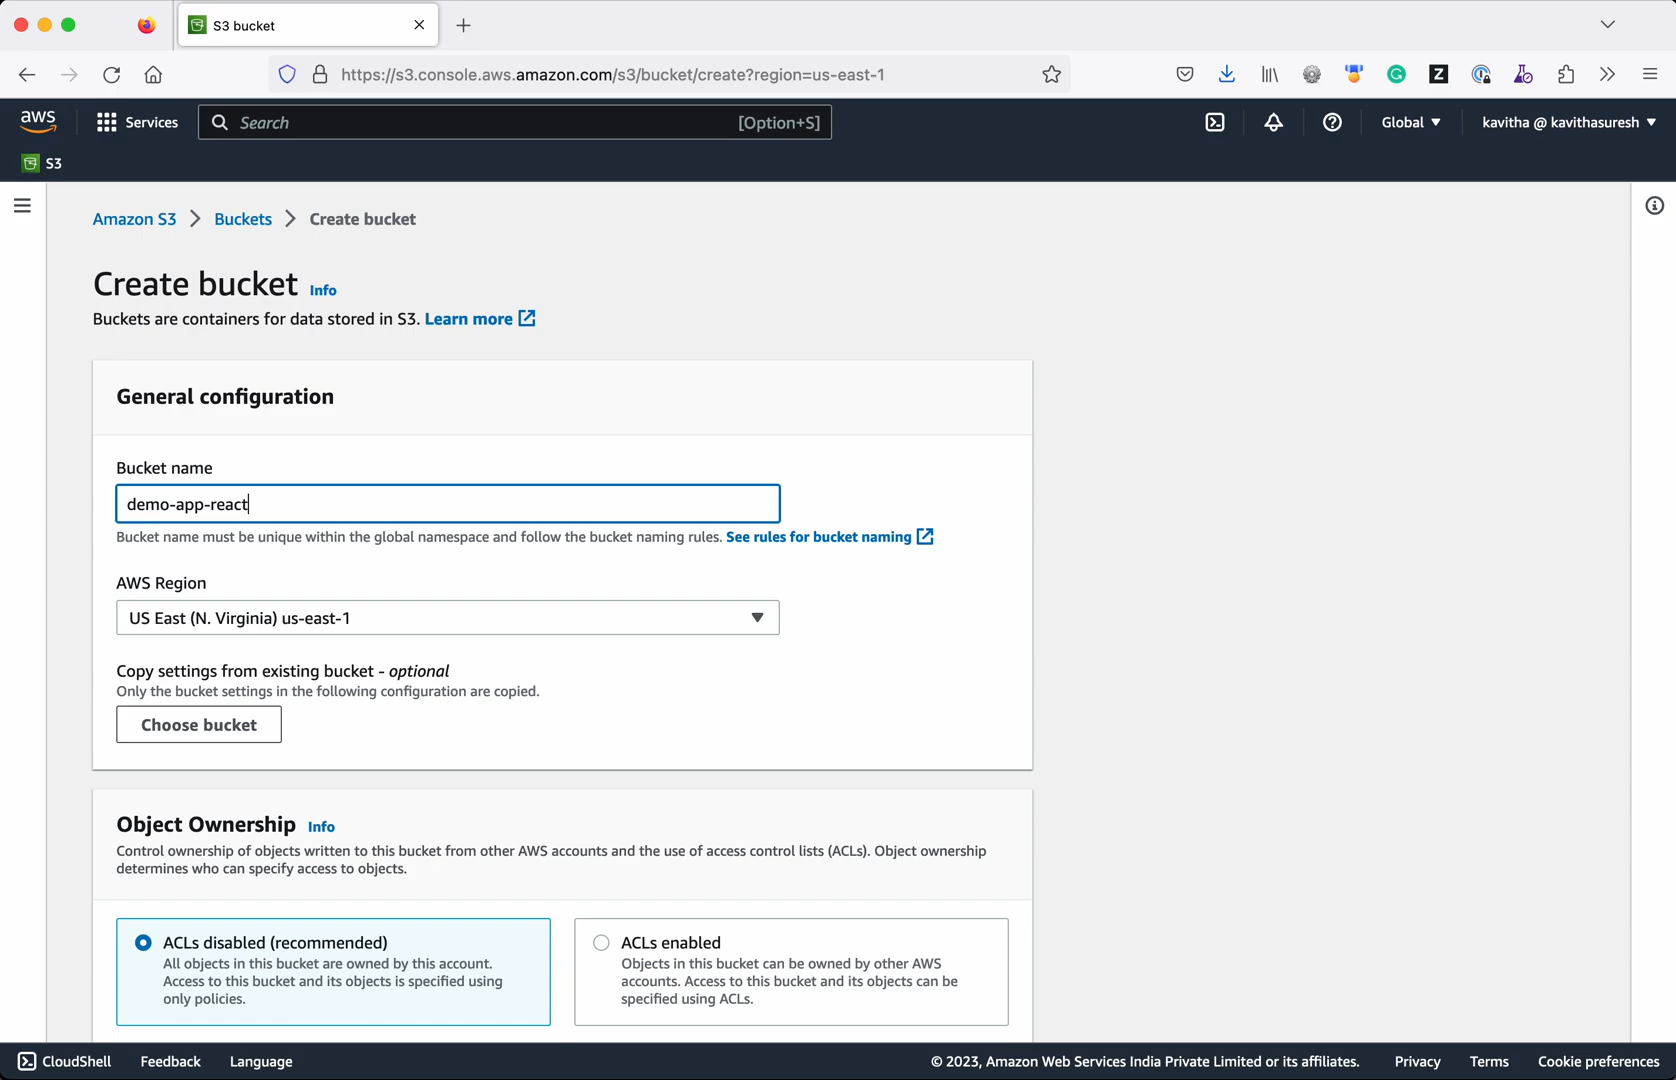 S3 bucket
https://s3.console.aws.amazon.com/s3/bucket/create?region=us-east-1
aws
Services
Search
[Option+S]
Global
kavitha @ kavithasuresh
S3
Amazon S3 > Buckets > Create bucket
Create bucket Info
Buckets are containers for data stored in S3. Learn more
General configuration
Bucket name
demo-app-react
Bucket name must be unique within the global namespace and follow the bucket naming rules. See rules for bucket naming
AWS Region
US East (N. Virginia) us-east-1
Copy settings from existing bucket - optional
Only the bucket settings in the following configuration are copied.
Choose bucket
Object Ownership Info
Control ownership of objects written to this bucket from other AWS accounts and the use of access control lists (ACLs). Object ownership
determines who can specify access to objects.
ACLs disabled (recommended)
All objects in this bucket are owned by this account.
Access to this bucket and its objects is specified using
only policies.
ACLs enabled
Objects in this bucket can be owned by other AWS
accounts. Access to this bucket and its objects can be
specified using ACLs.
CloudShell
Feedback
Language
© 2023, Amazon Web Services India Private Limited or its affiliates.
Privacy
Terms
Cookie preferences